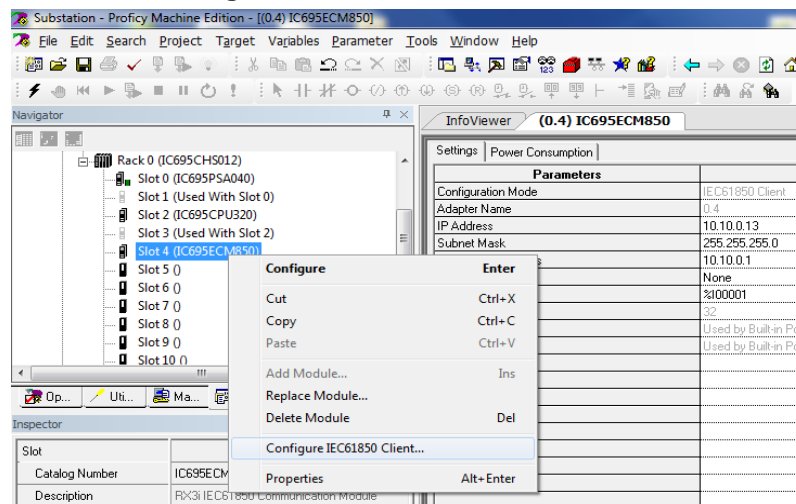 Substation - Proficy Machine Edition - [(0.4) IC695ECM850]
File Edit Search Project Target Variables Parameter Tools Window Help
Navigator
InfoViewer (0.4) IC695ECM850
Settings Power Consumption
Rack 0 (IC695CHS012)
Slot 0 (IC695PSA040)
Slot 1 (Used With Slot 0)
Slot 2 (IC695CPU320)
Slot 3 (Used With Slot 2)
Slot 4 (IC695ECM850)
Slot 5 ()
Slot 6 ()
Slot 7 ()
Slot 8 ()
Slot 9 ()
Slot 10 ()
Parameters
Configuration Mode IEC61850 Client
Adapter Name 0.4
IP Address 10.10.0.13
Subnet Mask 255.255.255.0
10.10.0.1
None
%I00001
32
Used by Built-in
Used by Built-in
Configure Enter
Cut Ctrl+X
Copy Ctrl+C
Paste Ctrl+V
Add Module... Ins
Replace Module...
Delete Module Del
Configure IEC61850 Client...
Properties Alt+Enter
Op... Uti... Ma...
Inspector
Slot
Catalog Number IC695ECM
Description RX3i IEC61850 Communication Module